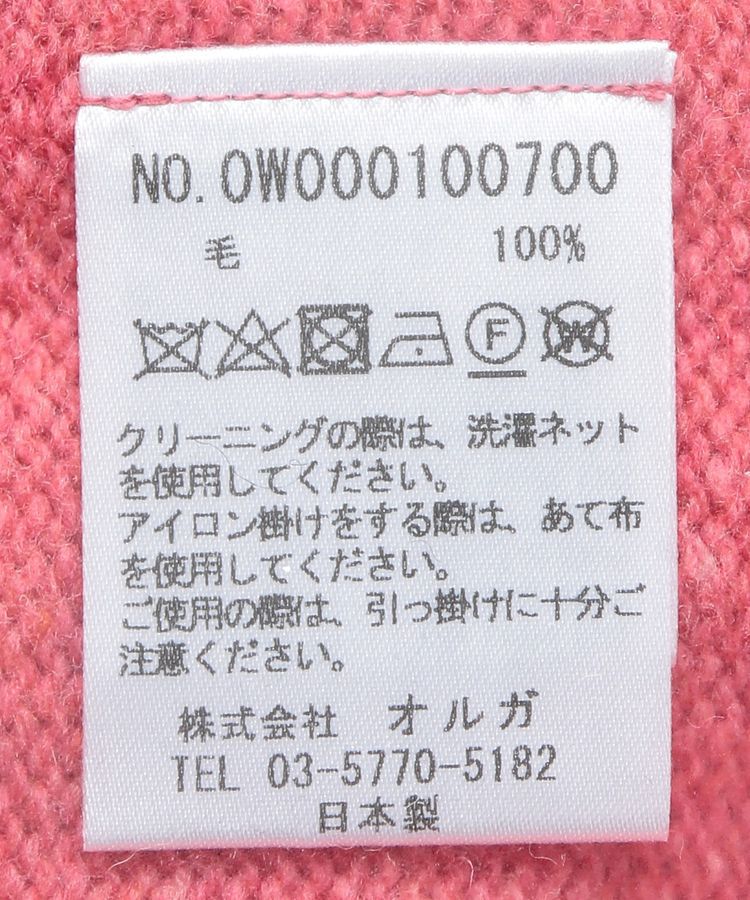 NO. OW000100700
毛 100%
F
W
クリーニングの際は、洗濯ネット
を使用してください。
アイロン掛けをする際は、あて布
を使用してください。
ご使用の際は、引っ掛けに十分ご
注意ください。
株式会社 オルガ
TEL 03-5770-5182
日本製